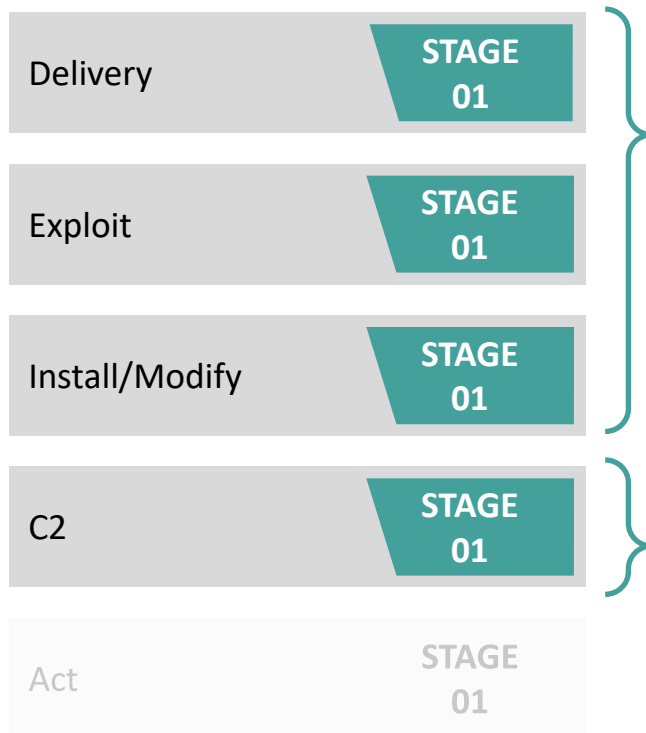 Delivery
STAGE
01
Exploit
STAGE
01
Install/Modify
STAGE
01
C2
STAGE
01
Act
STAGE
01